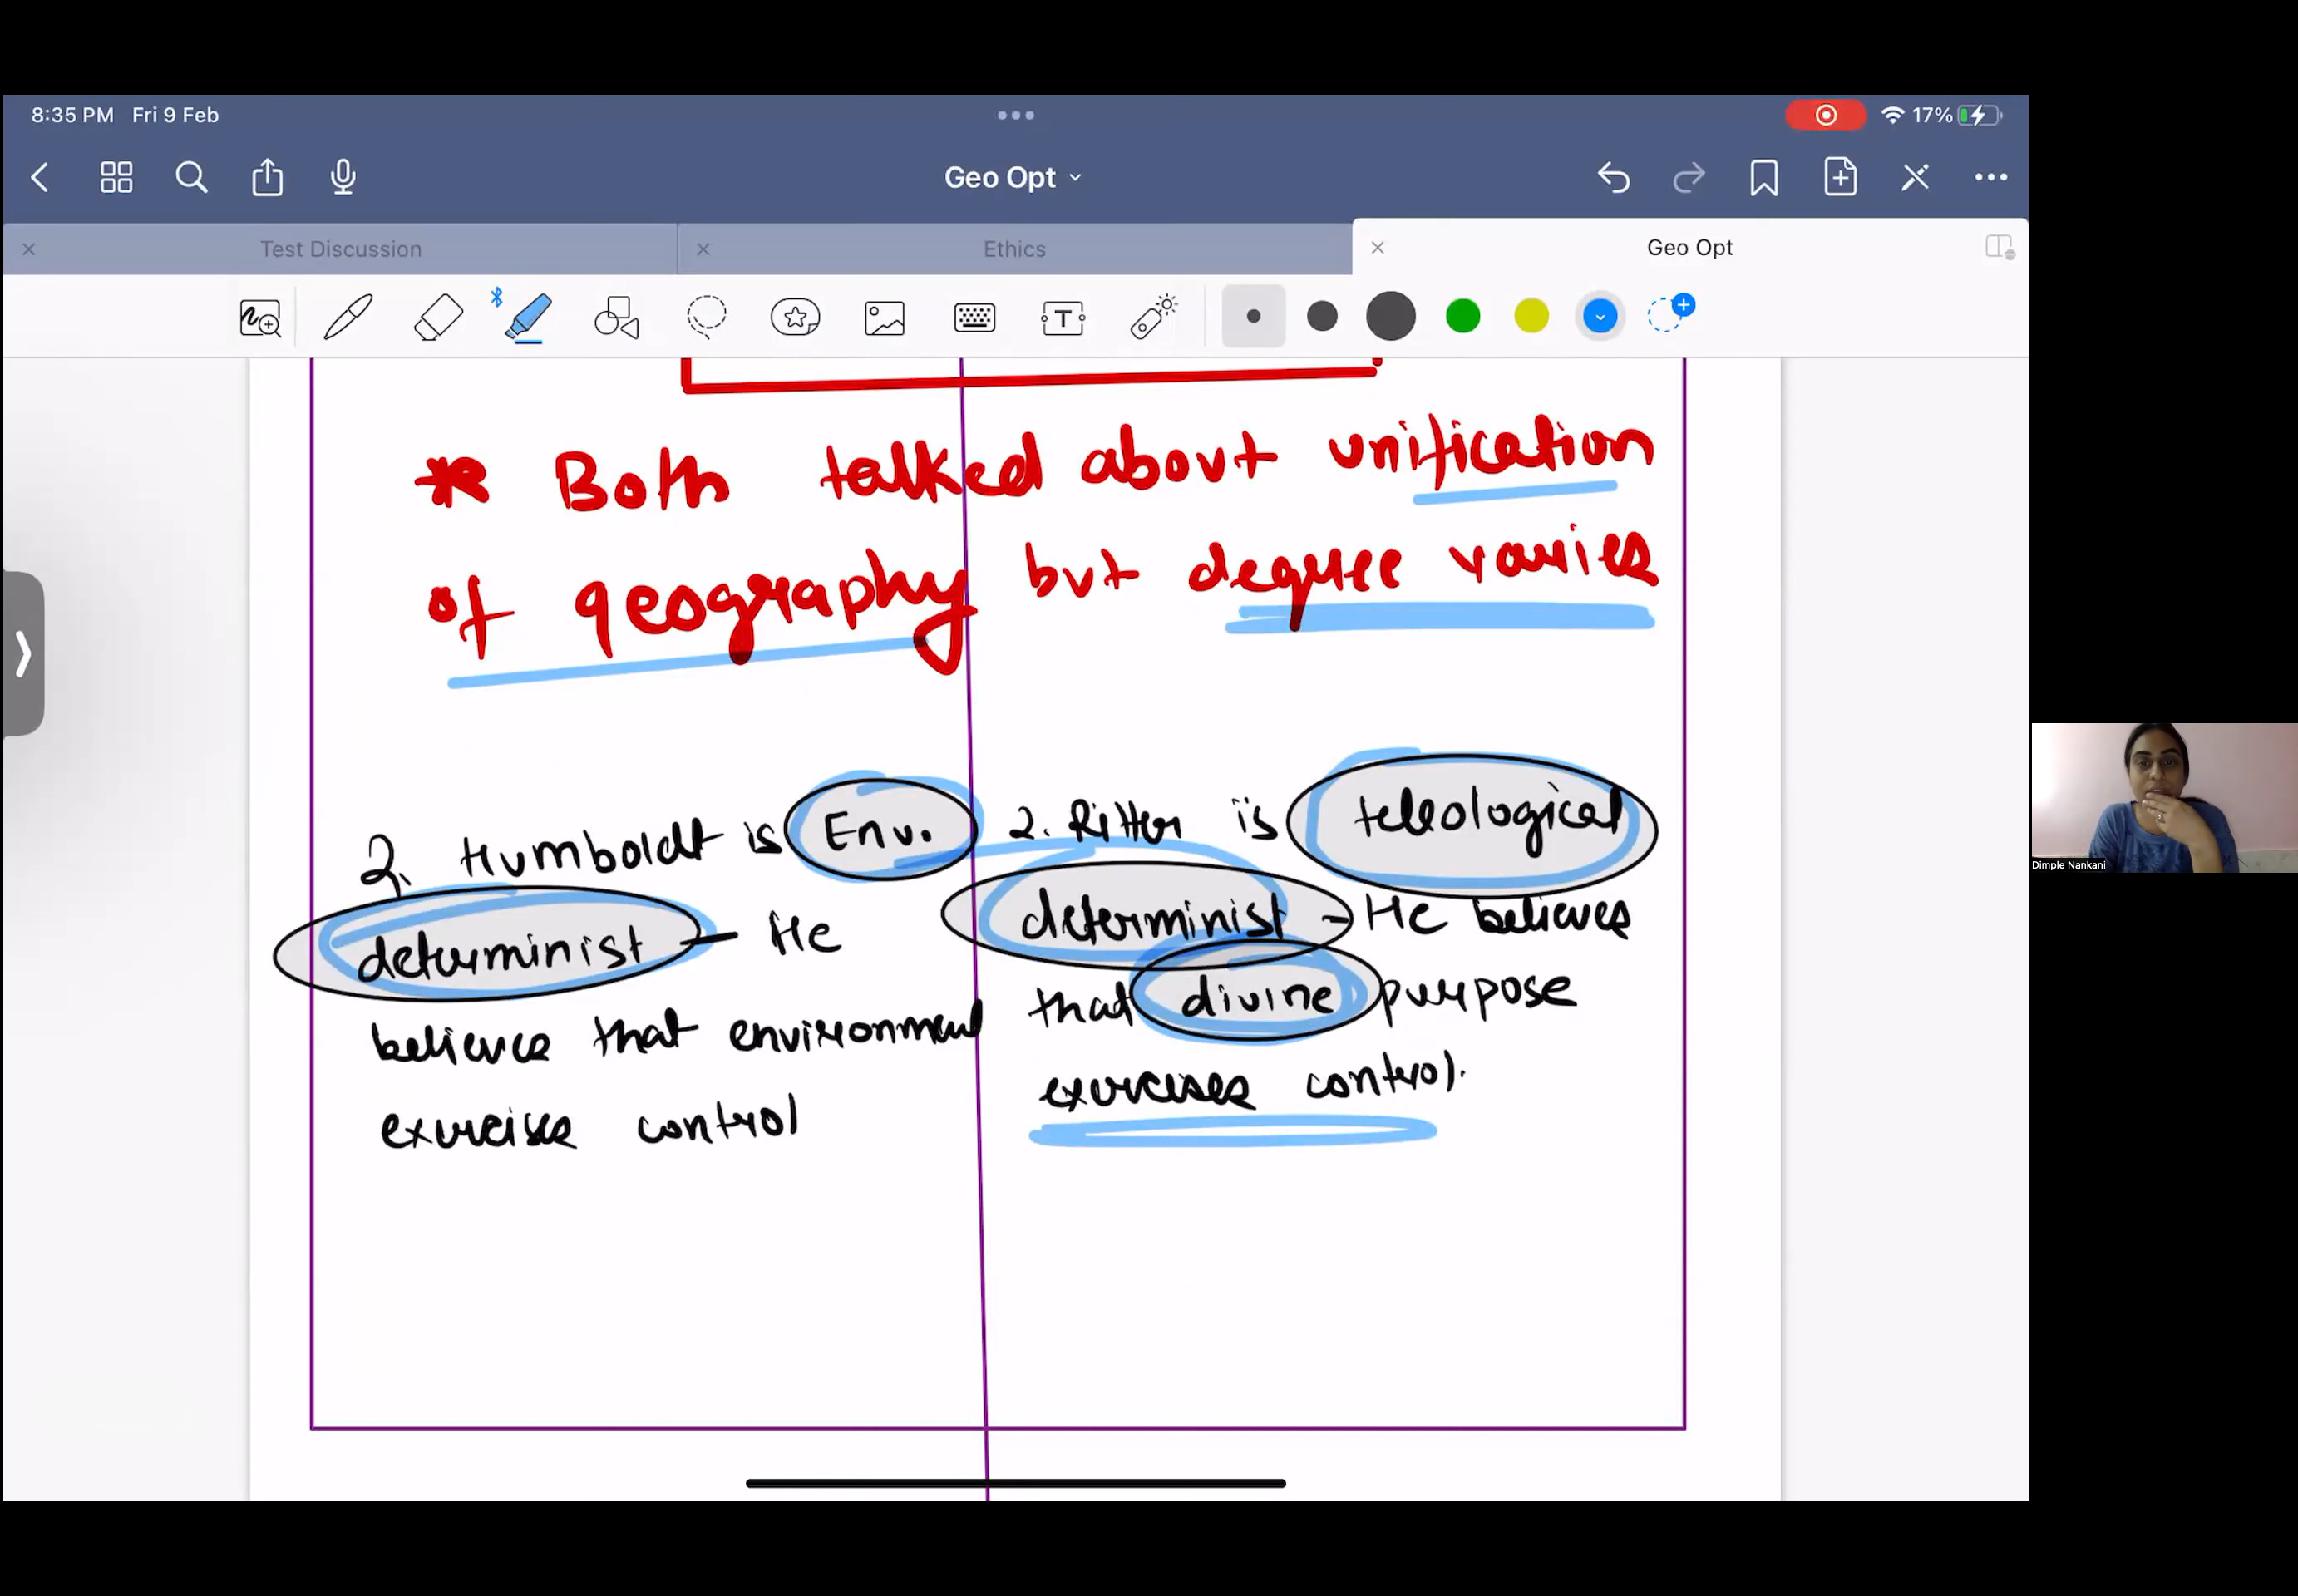 8:35 PM Fri 9 Feb
17%
Geo Opt
Test Discussion
Ethics
Geo Opt
* Both talked about unification
of geography but degree varies
2. Humboldt is Env.
determinist - He
believes that environment
exercises control
2. Ritter is teleological
determinist - He believes
that divine purpose
exercises control.
Dimple Nankani